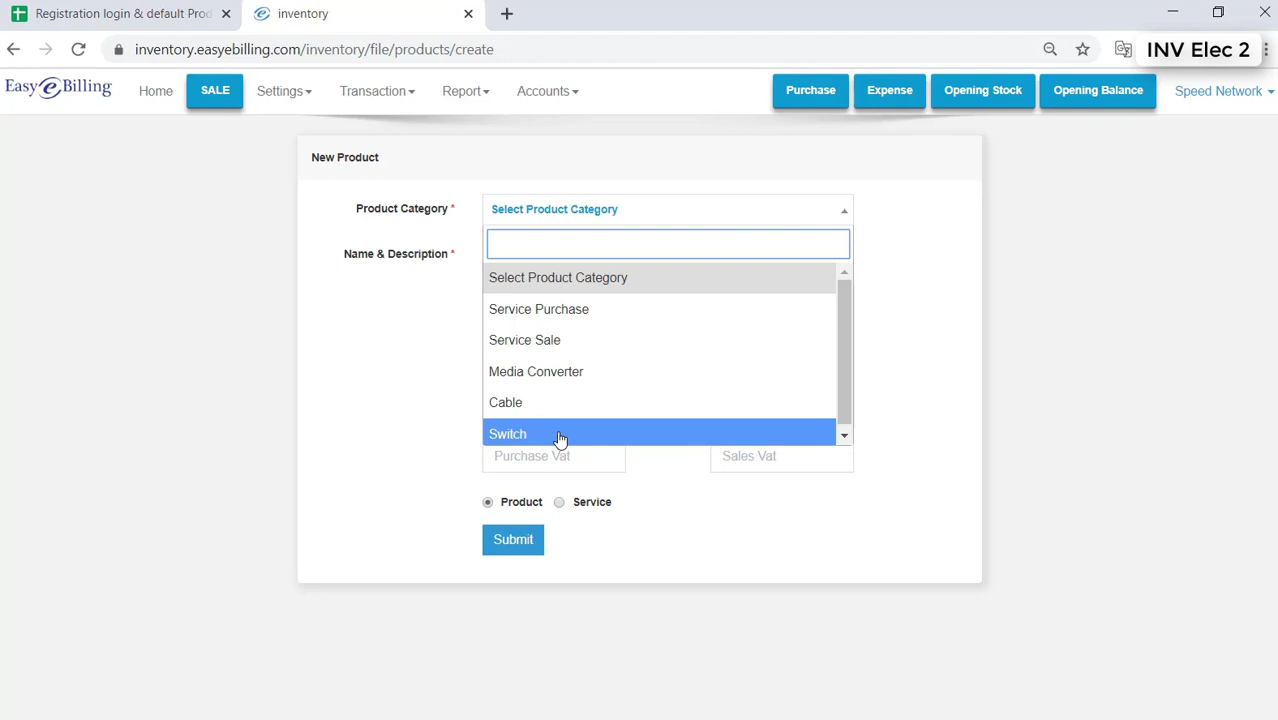 Registration login & default Prod
inventory
inventory.easyebilling.com/inventory/file/products/create
INV Elec 2
Easy e Billing
Home
SALE
Settings
Transaction
Report
Accounts
Purchase
Expense
Opening Stock
Opening Balance
Speed Network
New Product
Product Category *
Select Product Category
Name & Description *
Select Product Category
Service Purchase
Service Sale
Media Converter
Cable
Switch
Purchase Vat
Sales Vat
Product
Service
Submit